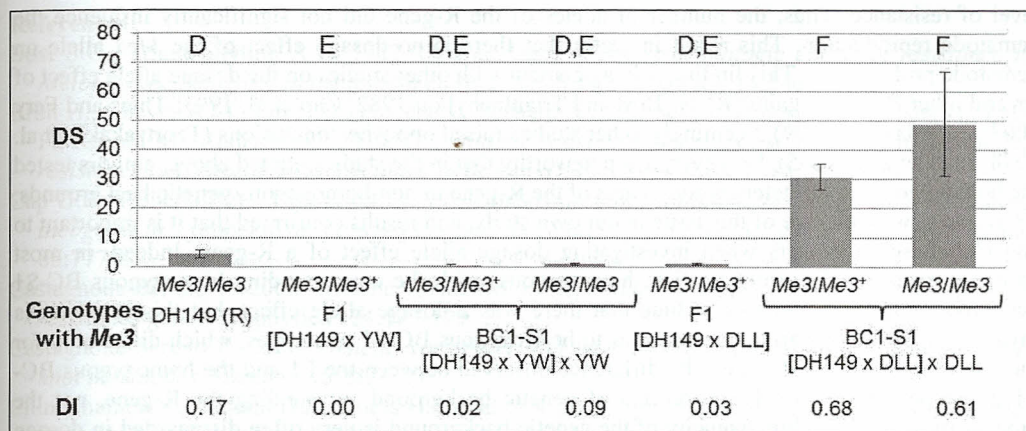 80
70
60
50
40
30
20
10
0
DS
D E D,E D,E D,E F F
Me3/Me3 Me3/Me3⁺ Me3/Me3⁺ Me3/Me3 Me3/Me3⁺ Me3/Me3⁺ Me3/Me3
Genotypes with Me3
DH149 (R)
F1
[DH149 x YW]
BC1-S1
[DH149 x YW] x YW
F1
[DH149 x DLL]
BC1-S1
[DH149 x DLL] x DLL
DI 0.17 0.00 0.02 0.09 0.03 0.68 0.61